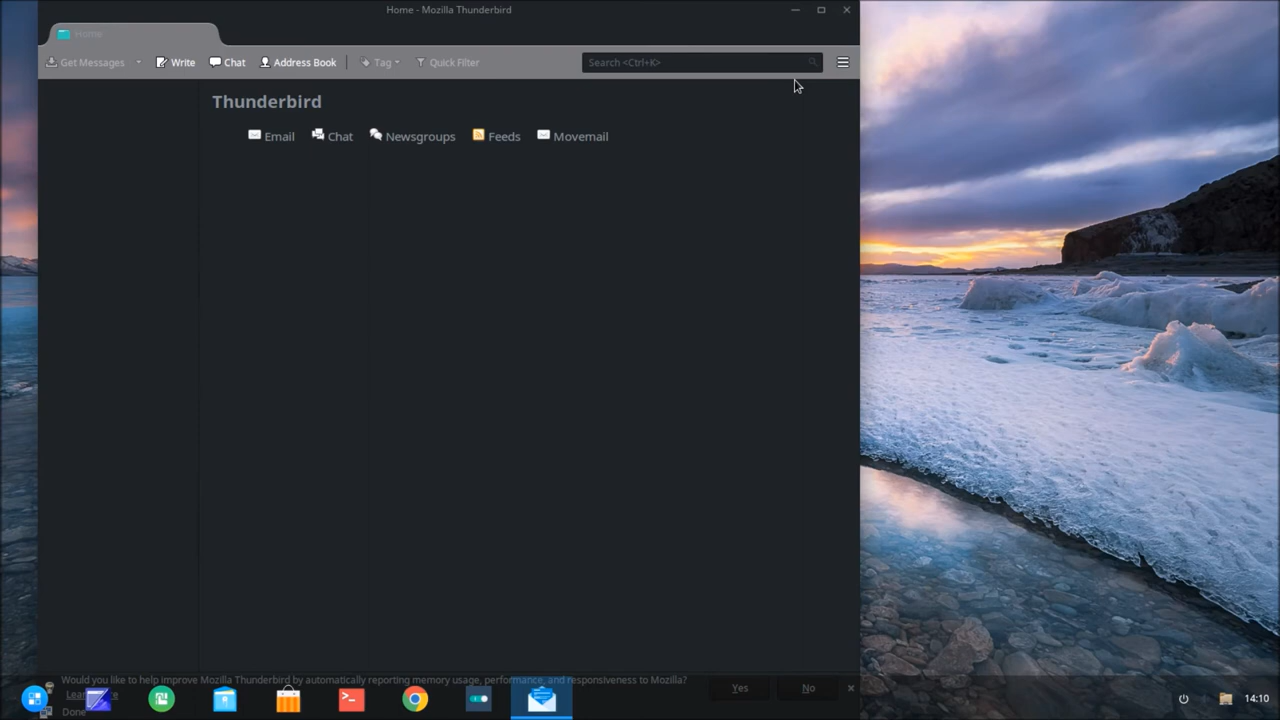 Home - Mozilla Thunderbird
Home
Get Messages Write Chat Address Book Tag Quick Filter Search <Ctrl+K>
Thunderbird
Email Chat Newsgroups Feeds Movemail
Would you like to help improve Mozilla Thunderbird by automatically reporting memory usage, performance, and responsiveness to Mozilla? Yes No
Done
14:10